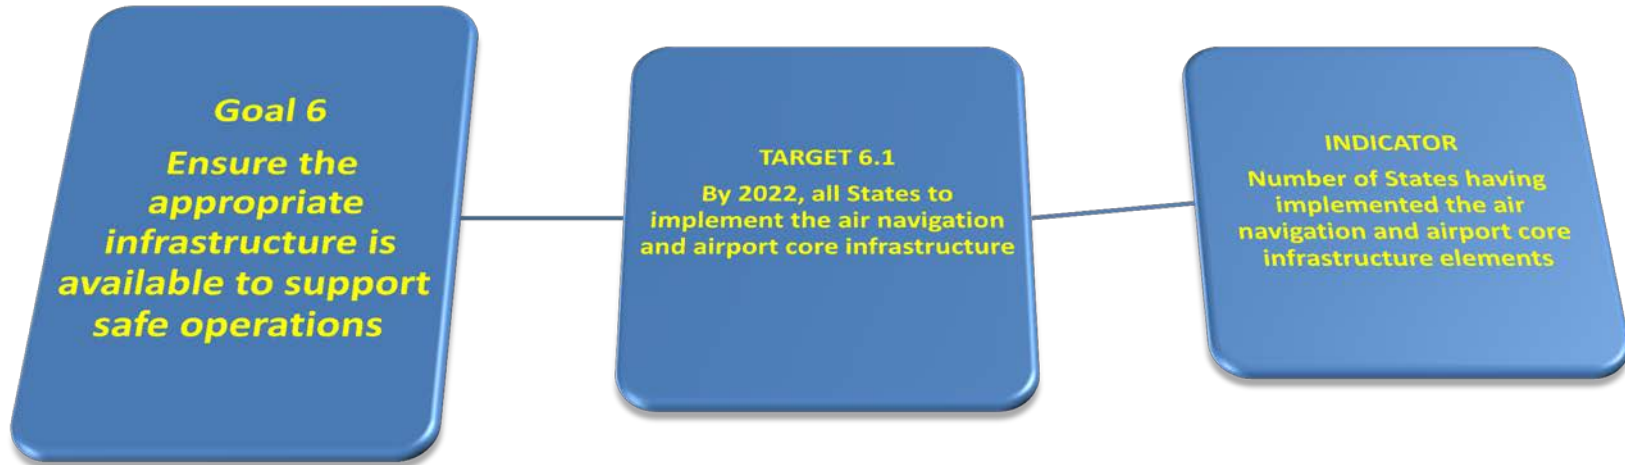 Goal 6
Ensure the
appropriate
infrastructure is
available to support
safe operations
TARGET 6.1
By 2022, all States to
implement the air navigation
and airport core infrastructure
INDICATOR
Number of States having
implemented the air
navigation and airport core
infrastructure elements